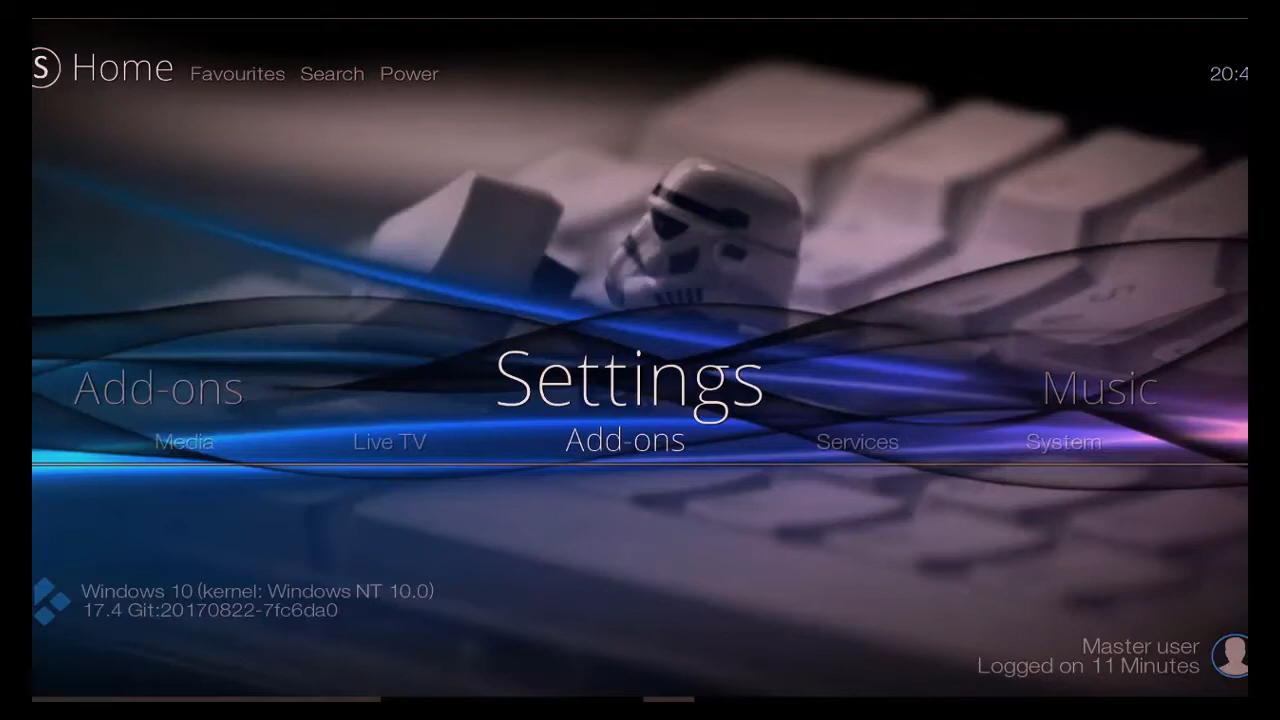 S Home Favourites Search Power 20:4
Add-ons Settings Music
Media Live TV Add-ons Services System
Windows 10 (kernel: Windows NT 10.0)
17.4 Git:20170822-7fc6da0
Master user
Logged on 11 Minutes